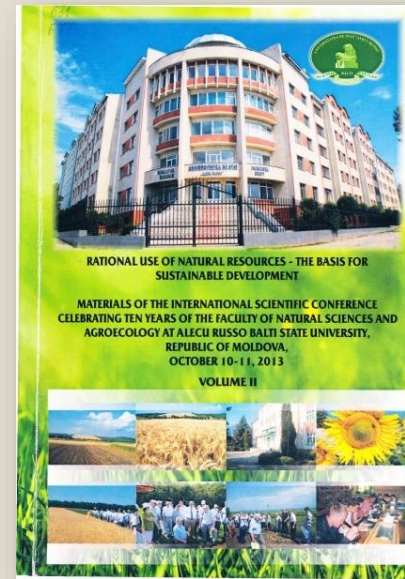 631
RATIONAL USE OF NATURAL RESOURCES - THE BASIS FOR
SUSTAINABLE DEVELOPMENT
MATERIALS OF THE INTERNATIONAL SCIENTIFIC CONFERENCE
CELEBRATING TEN YEARS OF THE FACULTY OF NATURAL SCIENCES AND
AGROECOLOGY AT ALECU RUSSO BALTI STATE UNIVERSITY,
REPUBLIC OF MOLDOVA,
OCTOBER 10-11, 2013
VOLUME II